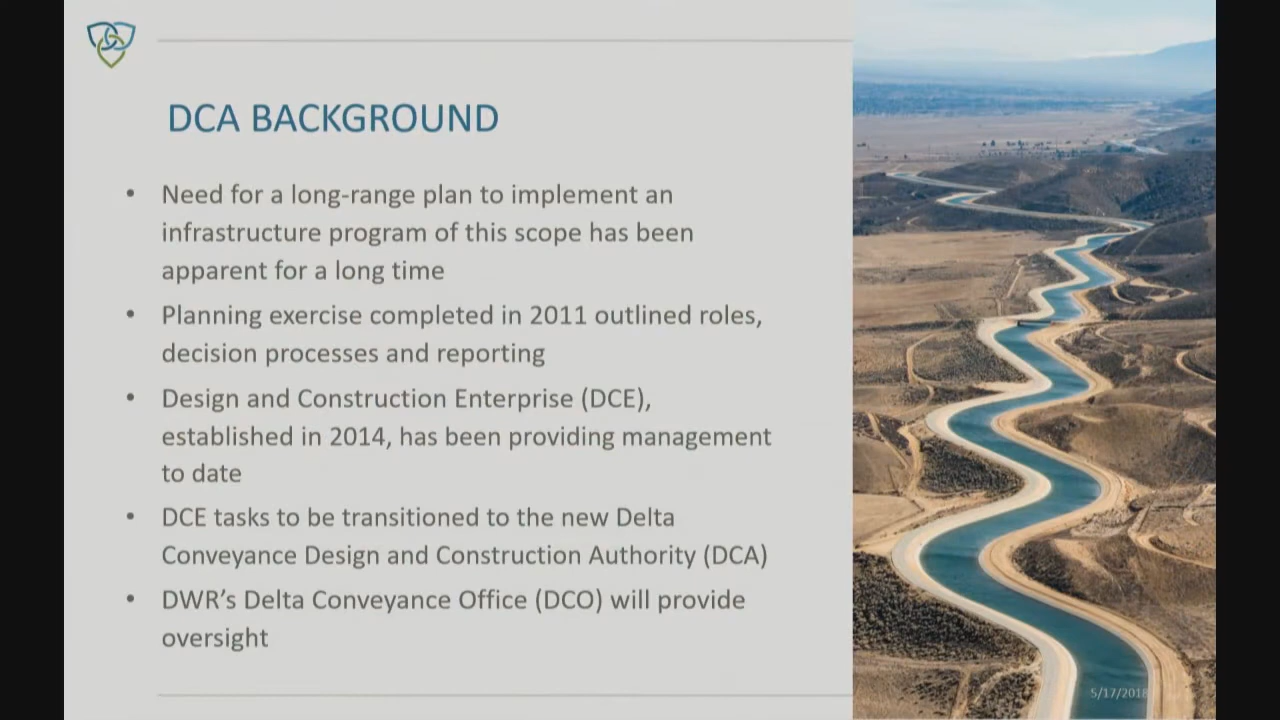 DCA BACKGROUND
• Need for a long-range plan to implement an
infrastructure program of this scope has been
apparent for a long time
• Planning exercise completed in 2011 outlined roles,
decision processes and reporting
• Design and Construction Enterprise (DCE),
established in 2014, has been providing management
to date
• DCE tasks to be transitioned to the new Delta
Conveyance Design and Construction Authority (DCA)
• DWR’s Delta Conveyance Office (DCO) will provide
oversight
5/17/2018